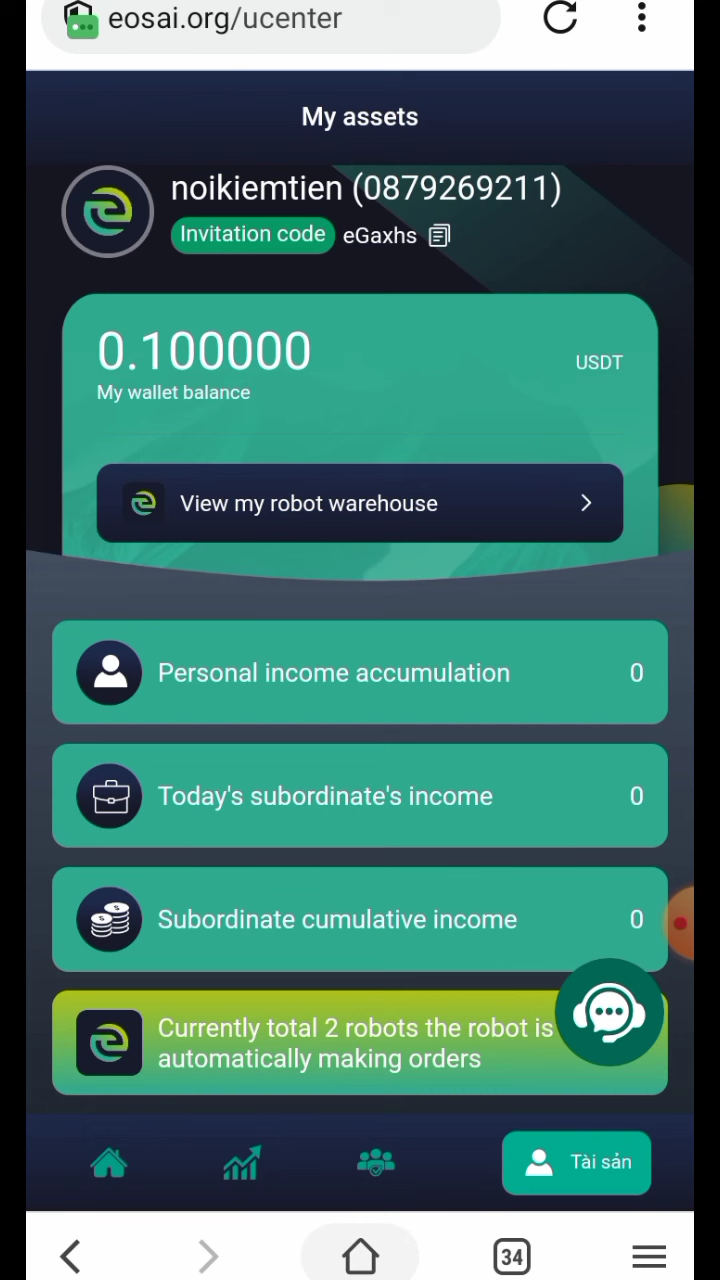 eosai.org/ucenter
My assets
noikiemtien (0879269211)
Invitation code eGaxhs
0.100000
USDT
My wallet balance
View my robot warehouse
Personal income accumulation 0
Today's subordinate's income 0
Subordinate cumulative income 0
Currently total 2 robots the robot is
automatically making orders
Tài sản
34